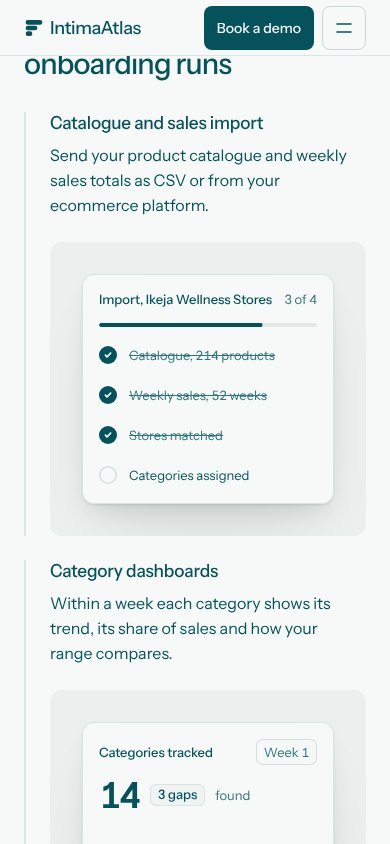 IntimaAtlas
Book a demo
onboarding runs
Catalogue and sales import
Send your product catalogue and weekly
sales totals as CSV or from your
ecommerce platform.
Import, Ikeja Wellness Stores 3 of 4
Catalogue, 214 products
Weekly sales, 52 weeks
Stores matched
Categories assigned
Category dashboards
Within a week each category shows its
trend, its share of sales and how your
range compares.
Categories tracked Week 1
14 3 gaps found